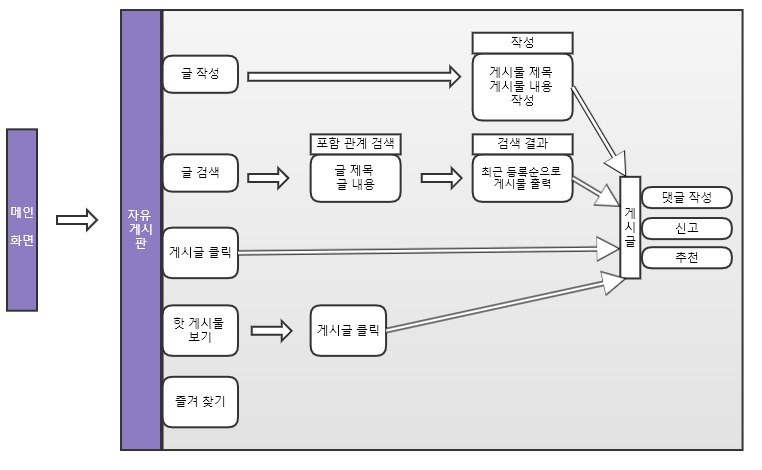 메인
화면
자유
게시
판
글 작성
작성
게시물 제목
게시물 내용
작성
글 검색
포함 관계 검색
글 제목
글 내용
검색 결과
최근 등록순으로
게시물 출력
게시글 클릭
핫 게시물
보기
게시글 클릭
즐겨 찾기
게
시
글
댓글 작성
신고
추천